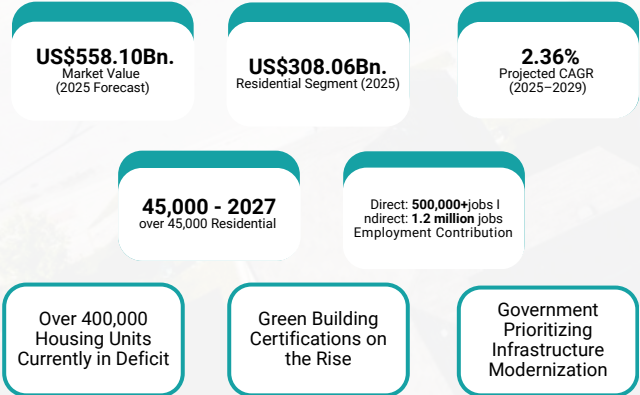 US$558.10Bn.
Market Value
(2025 Forecast)
US$308.06Bn.
Residential Segment (2025)
2.36%
Projected CAGR
(2025–2029)
45,000 - 2027
over 45,000 Residential
Direct: 500,000+jobs I
ndirect: 1.2 million jobs
Employment Contribution
Over 400,000
Housing Units
Currently in Deficit
Green Building
Certifications on
the Rise
Government
Prioritizing
Infrastructure
Modernization